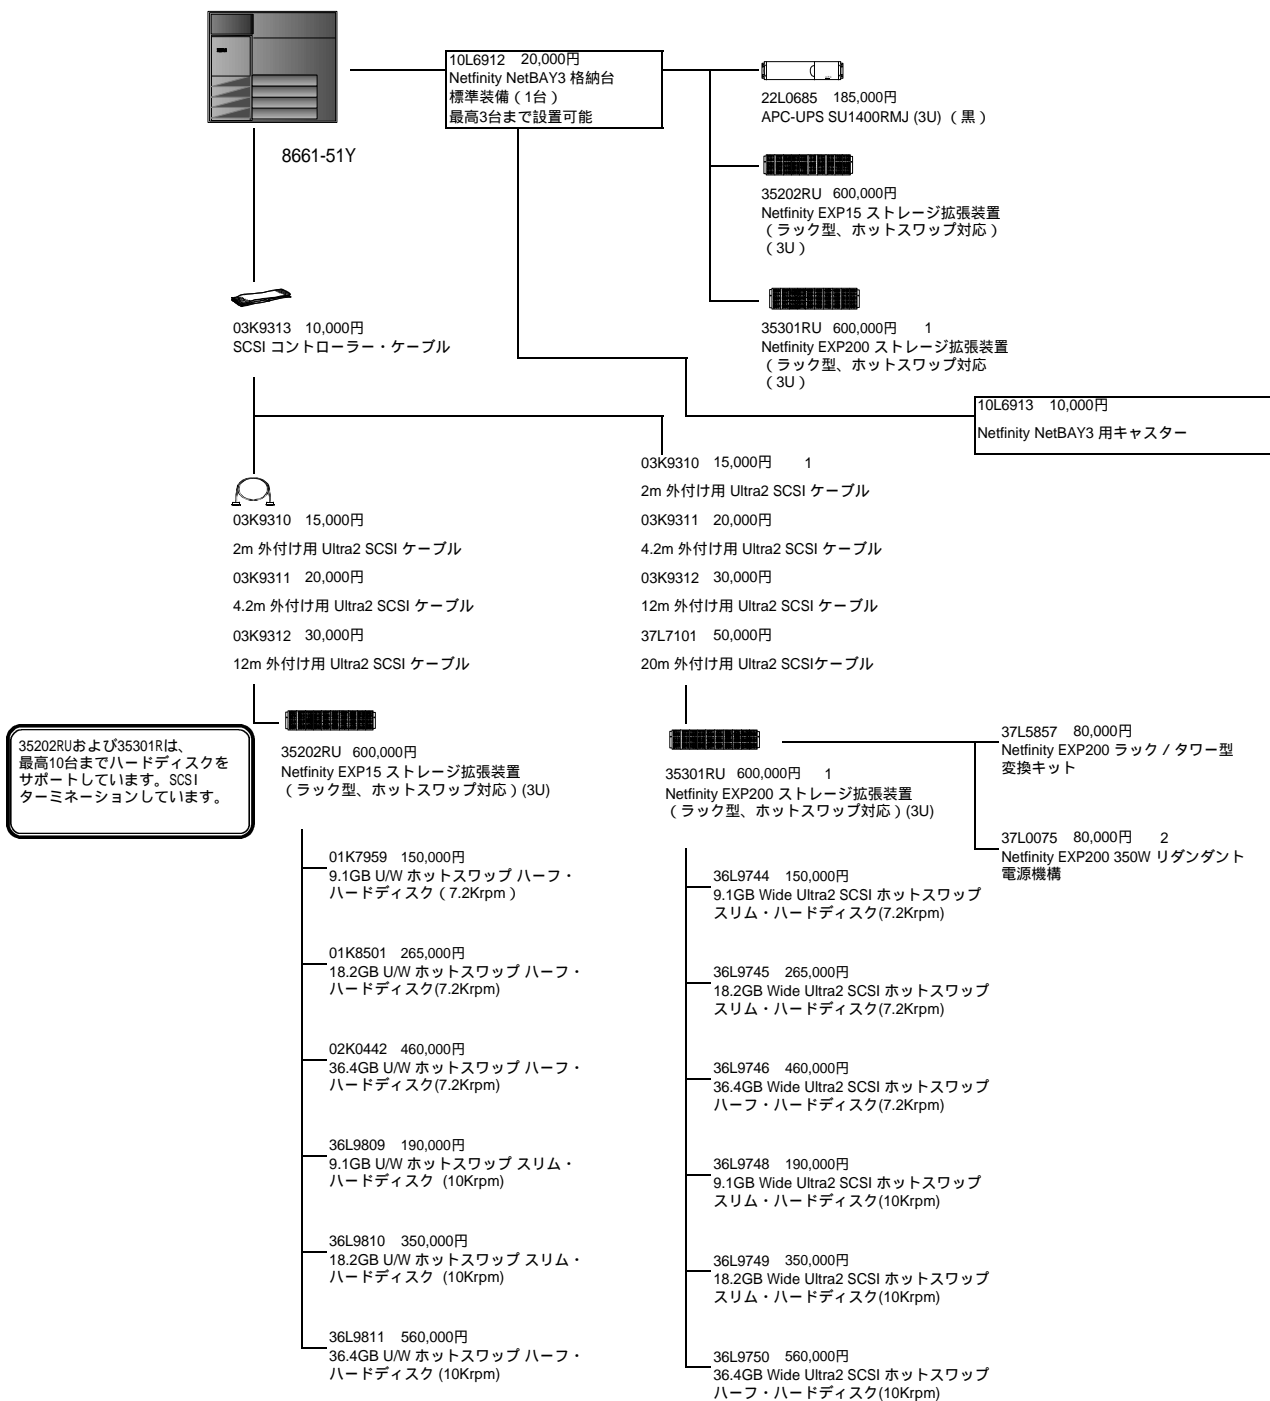 10L6912 20,000円
Netfinity NetBAY3 格納台
標準装備（1台）
最高3台まで設置可能
22L0685 185,000円
APC-UPS SU1400RMJ (3U) （黒）
8661-51Y
35202RU 600,000円
Netfinity EXP15 ストレージ拡張装置
（ラック型、ホットスワップ対応）
（3U）
03K9313 10,000円
SCSI コントローラー・ケーブル
35301RU 600,000円 1
Netfinity EXP200 ストレージ拡張装置
（ラック型、ホットスワップ対応
（3U）
10L6913 10,000円
Netfinity NetBAY3 用キャスター
03K9310 15,000円
2m 外付け用 Ultra2 SCSI ケーブル
03K9311 20,000円
4.2m 外付け用 Ultra2 SCSI ケーブル
03K9312 30,000円
12m 外付け用 Ultra2 SCSI ケーブル
03K9310 15,000円 1
2m 外付け用 Ultra2 SCSI ケーブル
03K9311 20,000円
4.2m 外付け用 Ultra2 SCSI ケーブル
03K9312 30,000円
12m 外付け用 Ultra2 SCSI ケーブル
37L7101 50,000円
20m 外付け用 Ultra2 SCSIケーブル
35202RUおよび35301Rは、
最高10台までハードディスクを
サポートしています。SCSI
ターミネーションしています。
35202RU 600,000円
Netfinity EXP15 ストレージ拡張装置
（ラック型、ホットスワップ対応）(3U)
01K7959 150,000円
9.1GB U/W ホットスワップ ハーフ・
ハードディスク（7.2Krpm）
01K8501 265,000円
18.2GB U/W ホットスワップ ハーフ・
ハードディスク(7.2Krpm)
02K0442 460,000円
36.4GB U/W ホットスワップ ハーフ・
ハードディスク(7.2Krpm)
36L9809 190,000円
9.1GB U/W ホットスワップ スリム・
ハードディスク (10Krpm)
36L9810 350,000円
18.2GB U/W ホットスワップ スリム・
ハードディスク (10Krpm)
36L9811 560,000円
36.4GB U/W ホットスワップ ハーフ・
ハードディスク (10Krpm)
35301RU 600,000円 1
Netfinity EXP200 ストレージ拡張装置
（ラック型、ホットスワップ対応）(3U)
37L5857 80,000円
Netfinity EXP200 ラック / タワー型
変換キット
37L0075 80,000円 2
Netfinity EXP200 350W リダンダント
電源機構
36L9744 150,000円
9.1GB Wide Ultra2 SCSI ホットスワップ
スリム・ハードディスク(7.2Krpm)
36L9745 265,000円
18.2GB Wide Ultra2 SCSI ホットスワップ
スリム・ハードディスク(7.2Krpm)
36L9746 460,000円
36.4GB Wide Ultra2 SCSI ホットスワップ
ハーフ・ハードディスク(7.2Krpm)
36L9748 190,000円
9.1GB Wide Ultra2 SCSI ホットスワップ
スリム・ハードディスク(10Krpm)
36L9749 350,000円
18.2GB Wide Ultra2 SCSI ホットスワップ
スリム・ハードディスク(10Krpm)
36L9750 560,000円
36.4GB Wide Ultra2 SCSI ホットスワップ
ハーフ・ハードディスク(10Krpm)